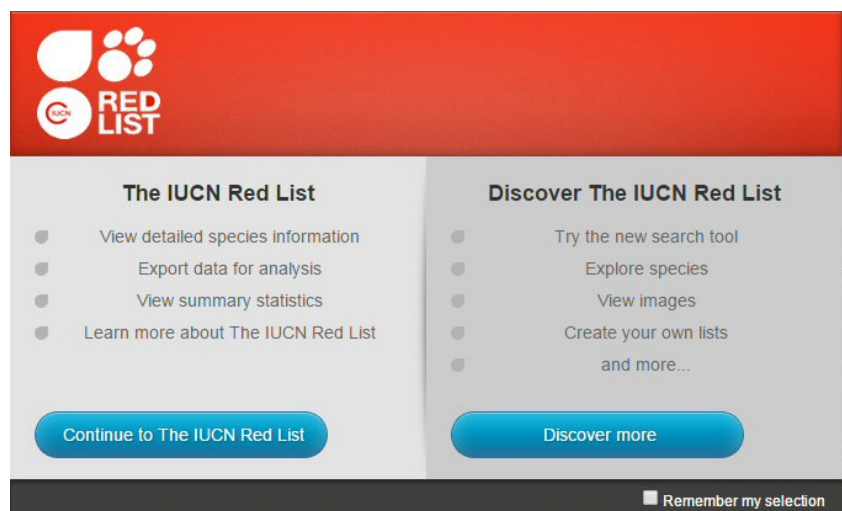 IUCN
RED
LIST
The IUCN Red List
View detailed species information
Export data for analysis
View summary statistics
Learn more about The IUCN Red List
Continue to The IUCN Red List
Discover The IUCN Red List
Try the new search tool
Explore species
View images
Create your own lists
and more...
Discover more
Remember my selection